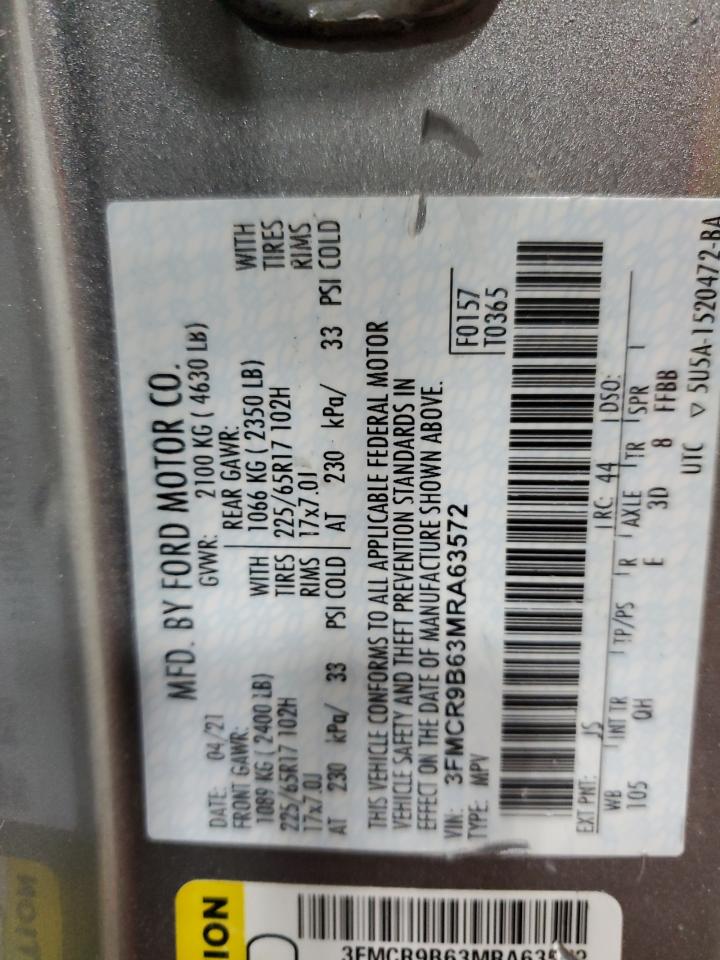 MFD. BY FORD MOTOR CO.
DATE: 04/21 GVWR: 2100 KG ( 4630 LB)
FRONT GAWR: REAR GAWR:
1089 KG ( 2400 LB) WITH 1066 KG ( 2350 LB) WITH
225/65R17 102H TIRES 225/65R17 102H TIRES
17x7.0J RIMS 17x7.0J RIMS
AT 230 kPa/ 33 PSI COLD AT 230 kPa/ 33 PSI COLD
THIS VEHICLE CONFORMS TO ALL APPLICABLE FEDERAL MOTOR
VEHICLE SAFETY AND THEFT PREVENTION STANDARDS IN
EFFECT ON THE DATE OF MANUFACTURE SHOWN ABOVE.
VIN: 3FMCR9B63MRA63572 F0157
TYPE: MPV T0365
EXT PNT: JS RC: 44 DSO:
WB INT TR TP/PS R AXLE TR SPR
105 QH E 3D 8 FFBB
UTC ▽ 5U5A-1520472-BA
ION
3FMCR9B63MRA635